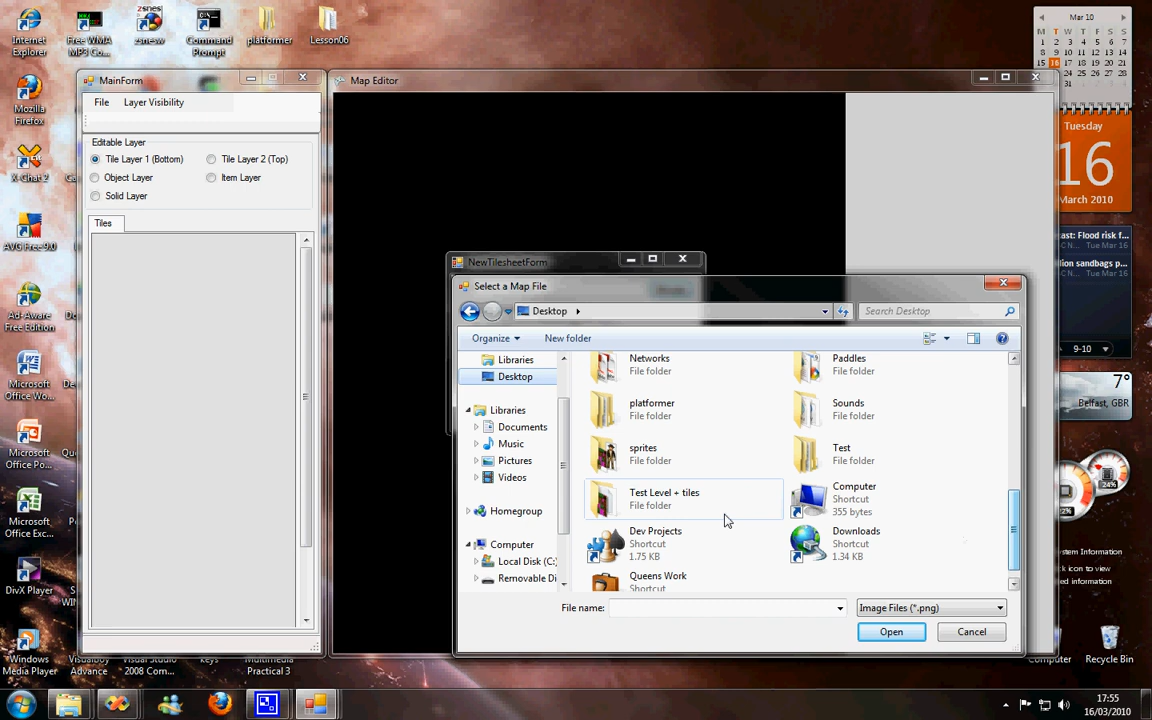 Internet
Explorer
Free WMA
MP3 Co...
zsnesw
Command
Prompt
platformer
Lesson06
Mozilla
Firefox
X-Chat 2
AVG Free 9.0
Ad-Aware
Free Edition
Microsoft
Office Wo...
Microsoft
Office Po...
Microsoft
Office Exc...
DivX Player
Windows
Media Player
VisualBoy
Advance
Visual Studio
2008 Com...
keys
Multimedia
Practical 3
MainForm
File
Layer Visibility
Editable Layer
Tile Layer 1 (Bottom)
Tile Layer 2 (Top)
Object Layer
Item Layer
Solid Layer
Tiles
Map Editor
NewTilesheetForm
Select a Map File
Desktop
Search Desktop
Organize
New folder
Libraries
Desktop
Libraries
Documents
Music
Pictures
Videos
Homegroup
Computer
Local Disk (C:)
Removable Di
Networks
File folder
Paddles
File folder
platformer
File folder
Sounds
File folder
sprites
File folder
Test
File folder
Test Level + tiles
File folder
Computer
Shortcut
355 bytes
Dev Projects
Shortcut
1.75 KB
Downloads
Shortcut
1.34 KB
Queens Work
Shortcut
File name:
Image Files (*.png)
Open
Cancel
Mar 10
M T W T F S S
1 2 3 4 5 6 7
8 9 10 11 12 13 14
15 16 17 18 19 20 21
24 25 26 27 28
31
Tuesday
16
March 2010
ast: Flood risk f...
C N... Tue Mar 16
llion sandbags p...
C N... Tue Mar 16
9-10
7°
Belfast, GBR
24%
22%
ystem Information
ck icon to view
ed information
Computer
Recycle Bin
17:55
16/03/2010